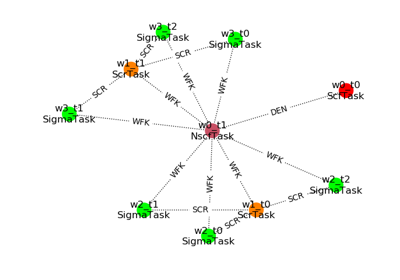 w3_t2
SigmaTask
w3_t0
SigmaTask
SCR
w1_t1
ScrTask
SCR
WFK
WFK
SCR
w0_t0
ScrTask
w3_t1
SigmaTask
WFK
WFK
DEN
w0_t1
NscrTask
WFK
WFK
WFK
WFK
w2_t2
SigmaTask
SCR
w2_t1
SigmaTask
SCR
w1_t0
ScrTask
SCR
w2_t0
SigmaTask